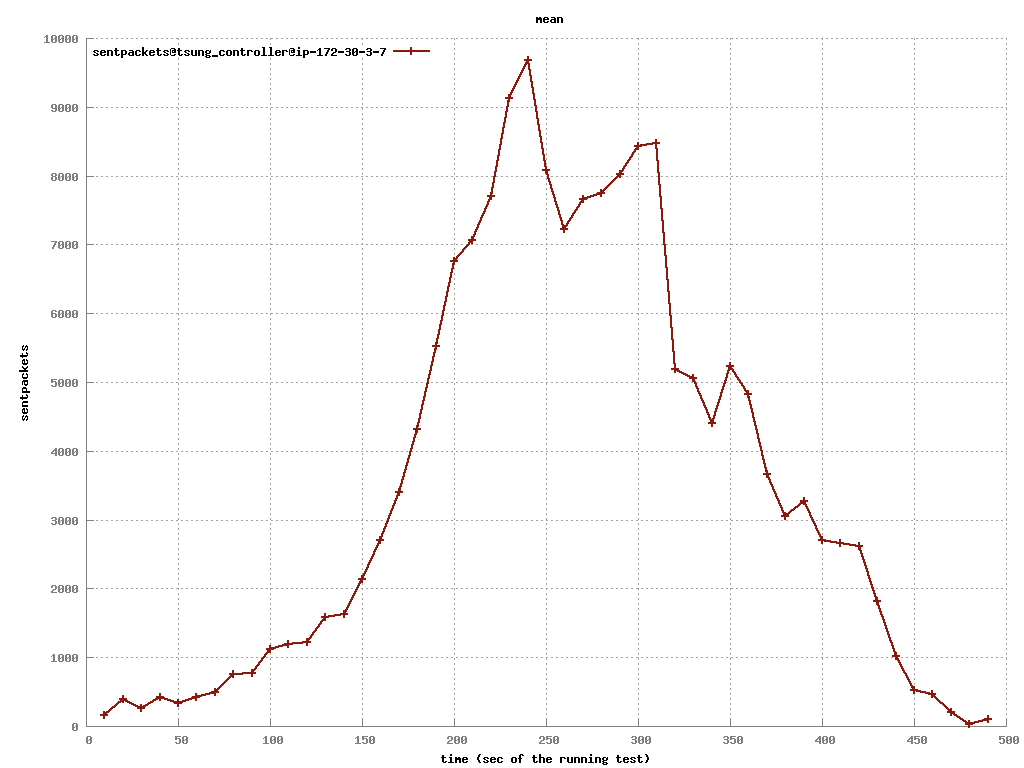 mean
sentpackets@tsung_controller@ip-172-30-3-7
10000
9000
8000
7000
6000
5000
4000
3000
2000
1000
0
sentpackets
0 50 100 150 200 250 300 350 400 450 500
time (sec of the running test)